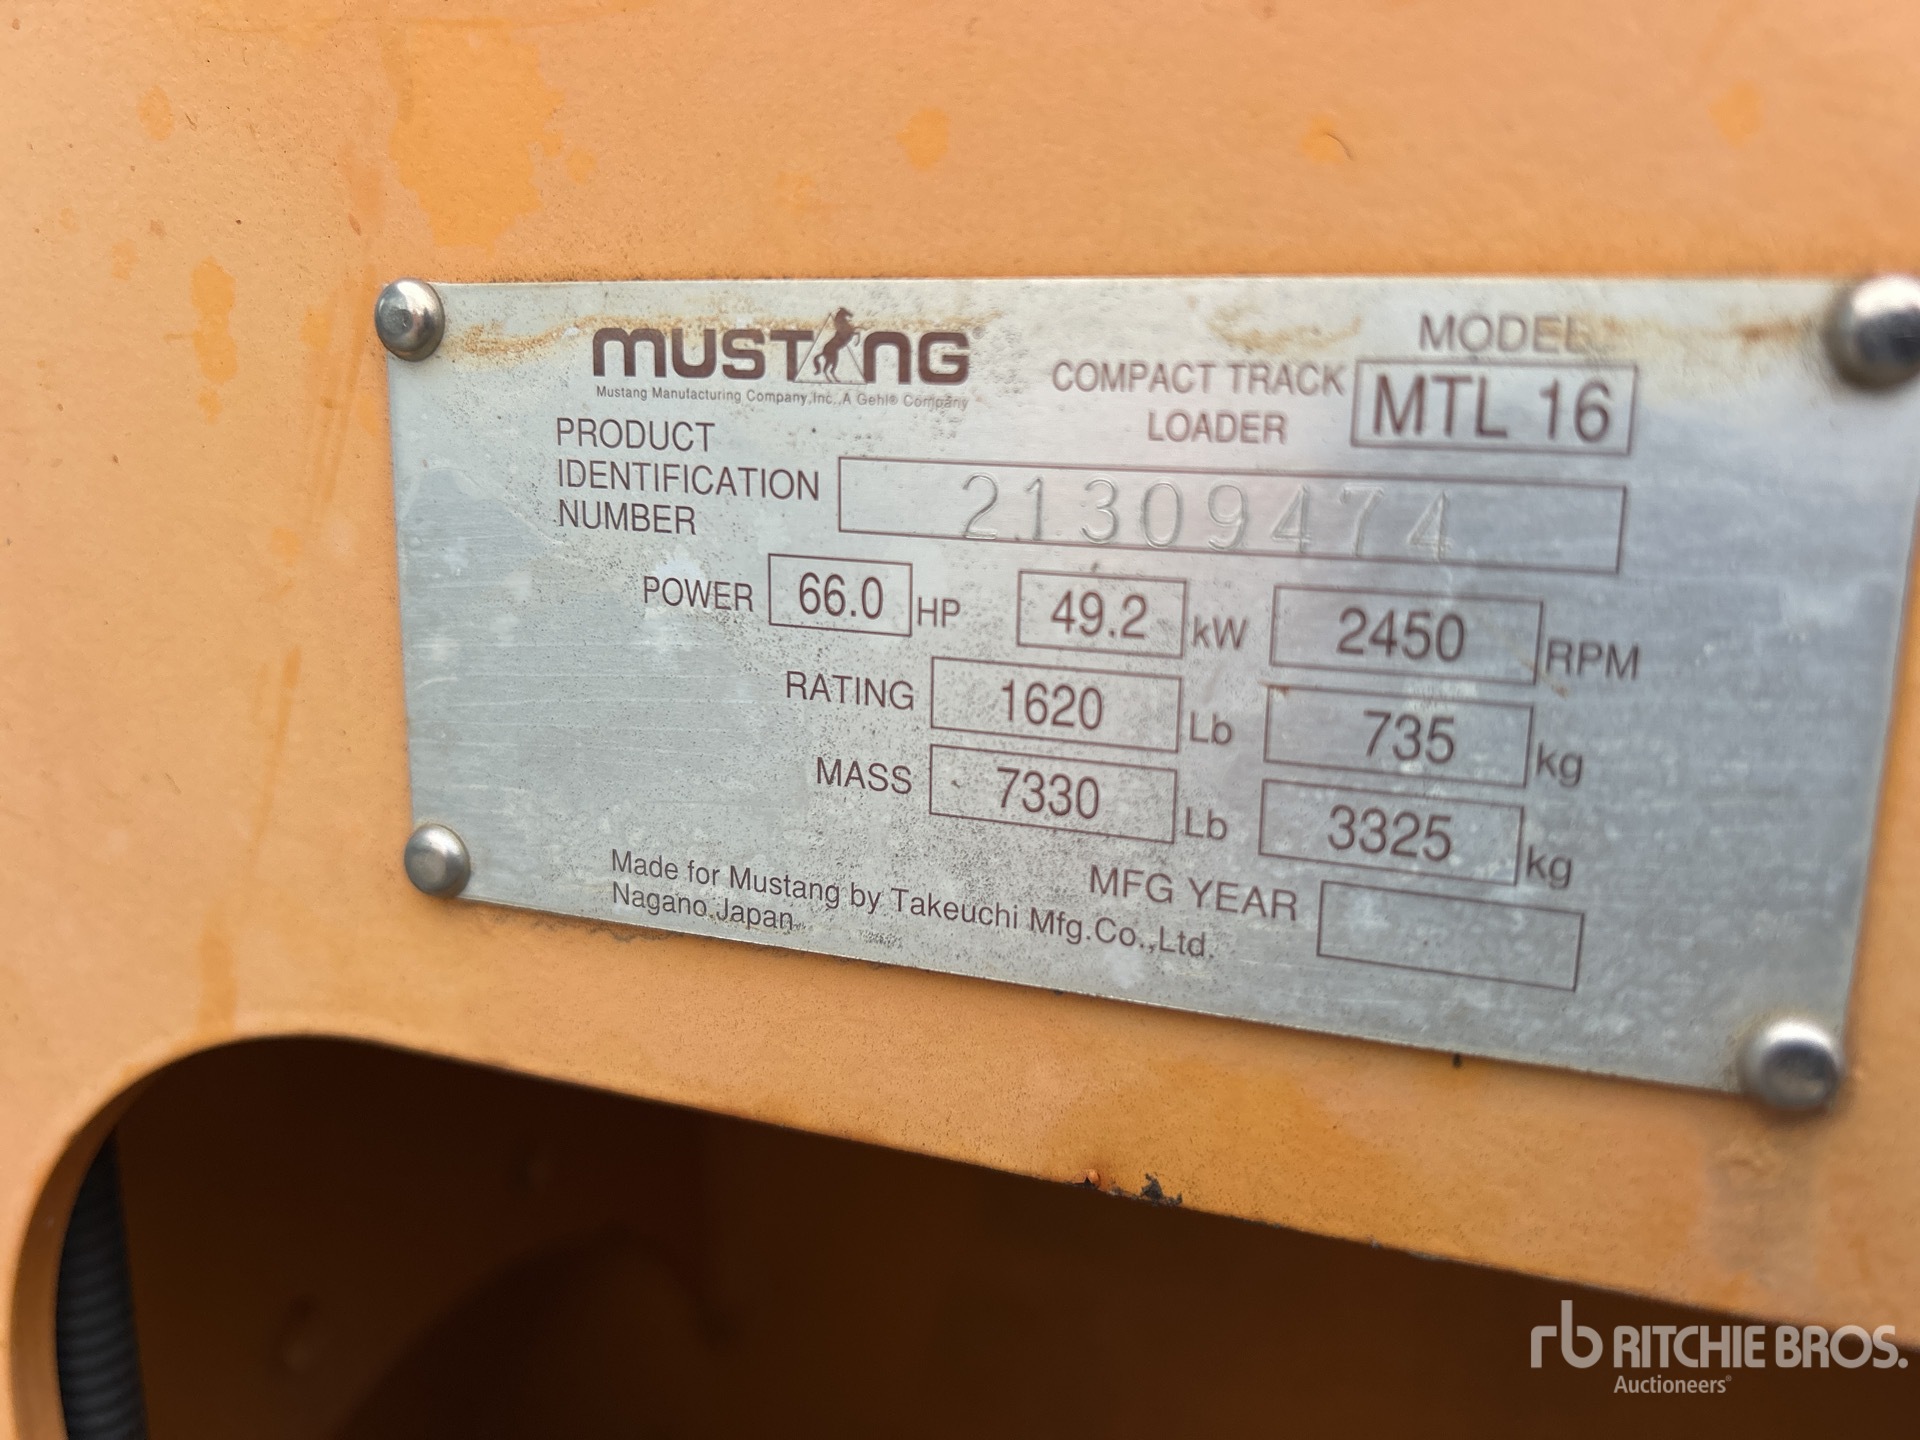 MUSTANG
Mustang Manufacturing Company,Inc.,A Gehl® Company
MODEL
COMPACT TRACK LOADER
MTL 16
PRODUCT
IDENTIFICATION
NUMBER
21309474
POWER 66.0 HP 49.2 kW 2450 RPM
RATING 1620 Lb 735 kg
MASS 7330 Lb 3325 kg
MFG YEAR
Made for Mustang by Takeuchi Mfg.Co.,Ltd.
Nagano,Japan
rb RITCHIE BROS.
Auctioneers